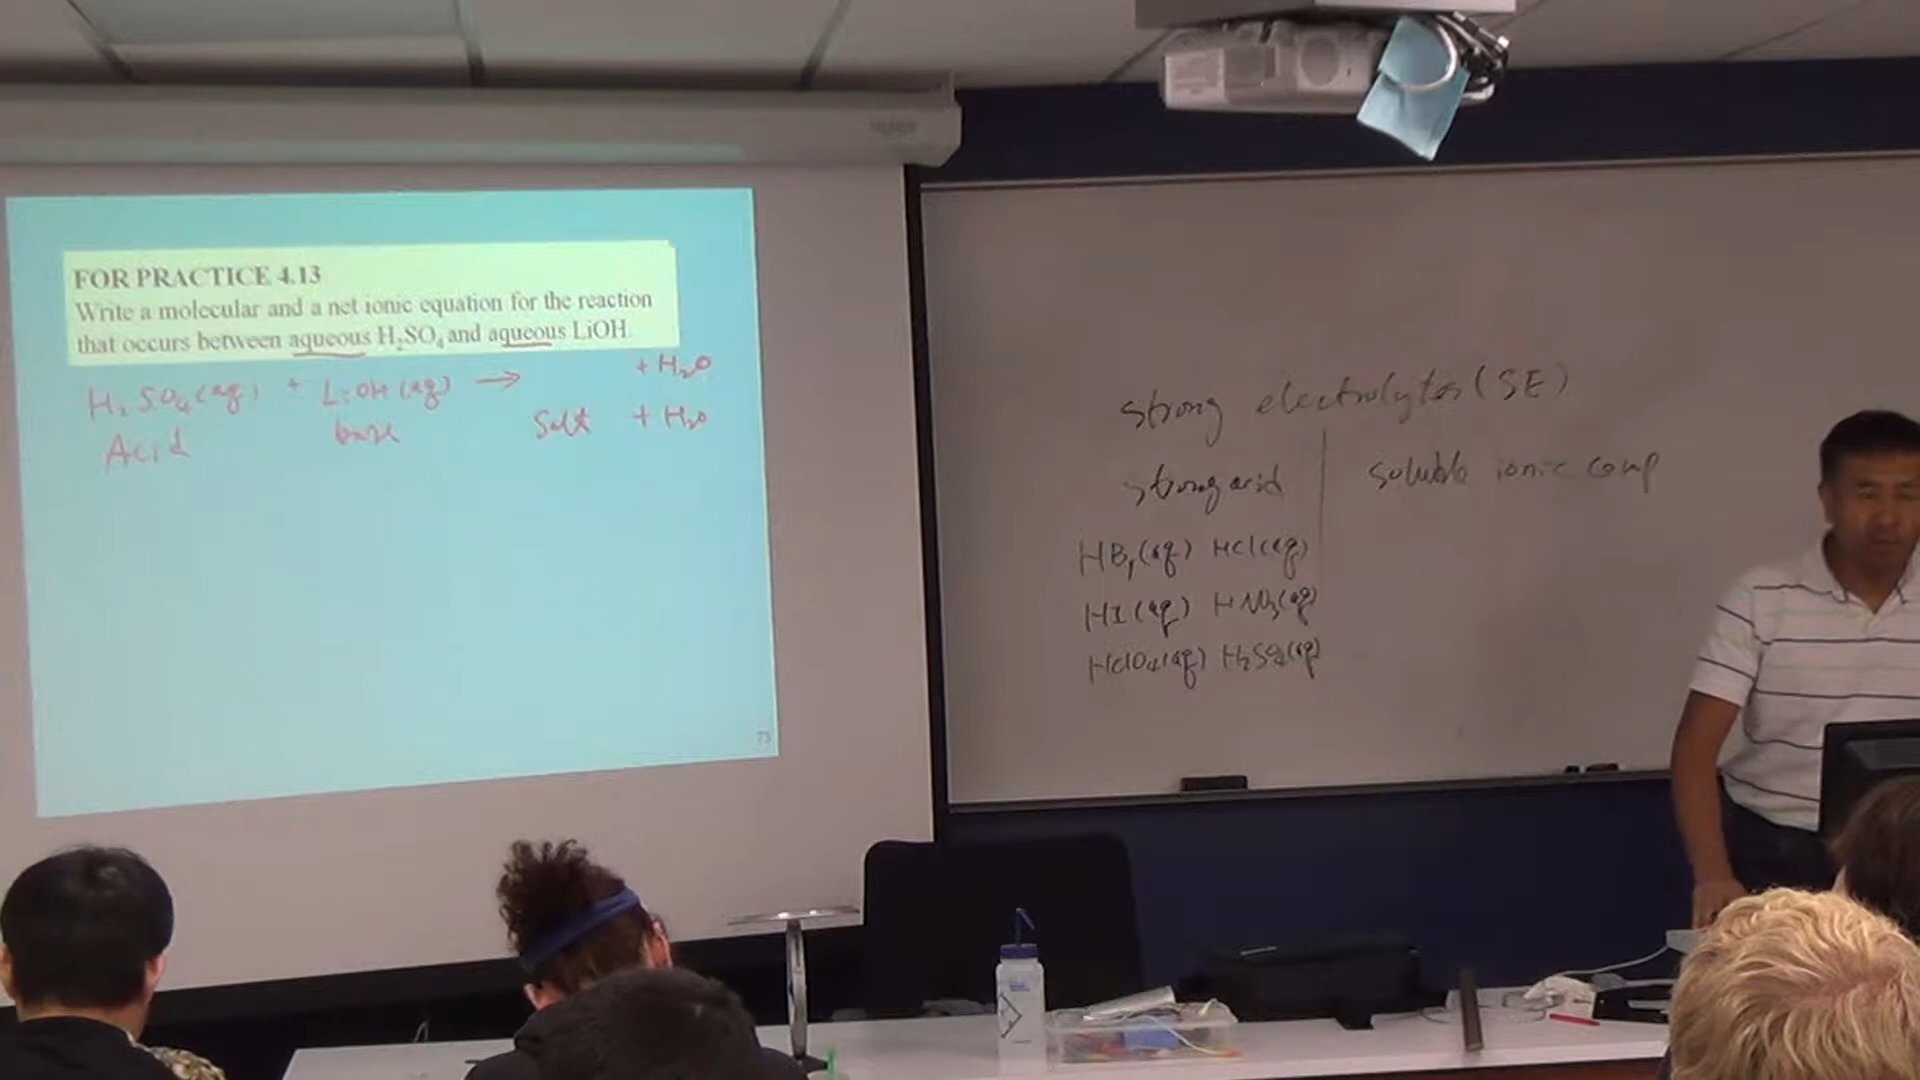 FOR PRACTICE 4.13
Write a molecular and a net ionic equation for the reaction
that occurs between aqueous H₂SO₄ and aqueous LiOH.
H₂SO₄(aq) + LiOH(aq) → + H₂O
Acid base Salt + H₂O
73
strong electrolytes (SE)
strong acid | soluble ionic comp
HBr(aq) HCl(aq)
HI(aq) HNO₃(aq)
HClO₄(aq) H₂SO₄(aq)